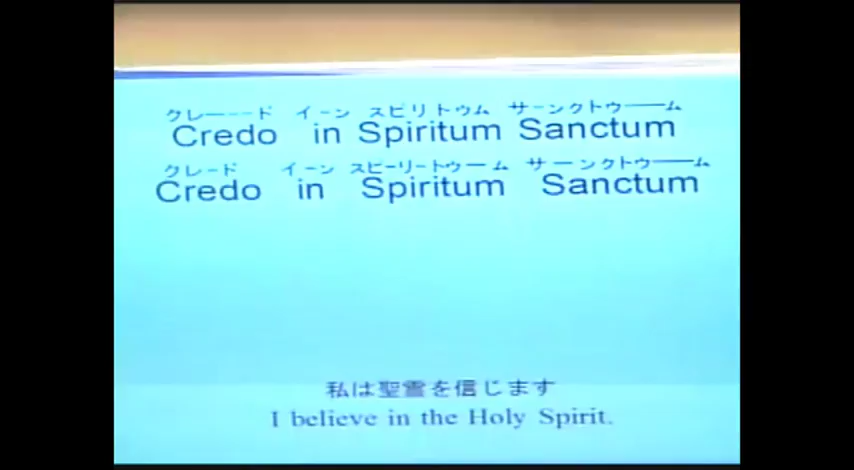 クレーーード イーン スピリトゥム サーンクトゥーーム
Credo in Spiritum Sanctum
クレード イーン スピーリートゥーム サーンクトゥーーム
Credo in Spiritum Sanctum
私は聖霊を信じます
I believe in the Holy Spirit.